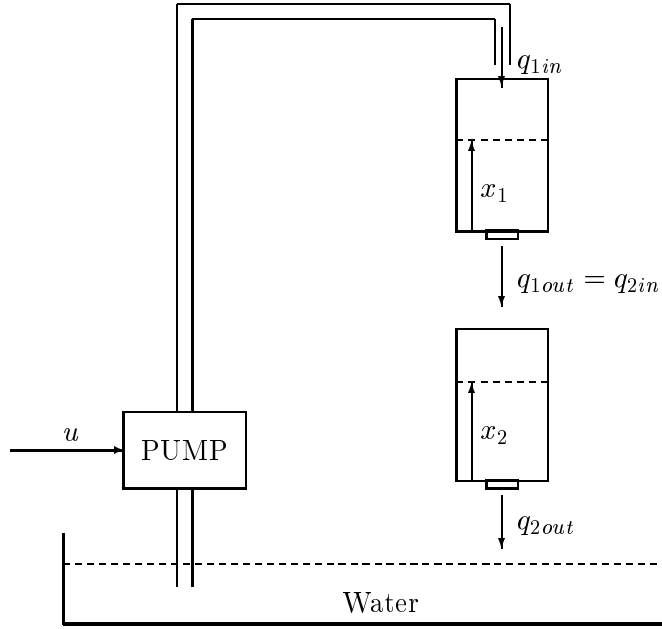 q1in
x1
q1out = q2in
u
PUMP
x2
q2out
Water